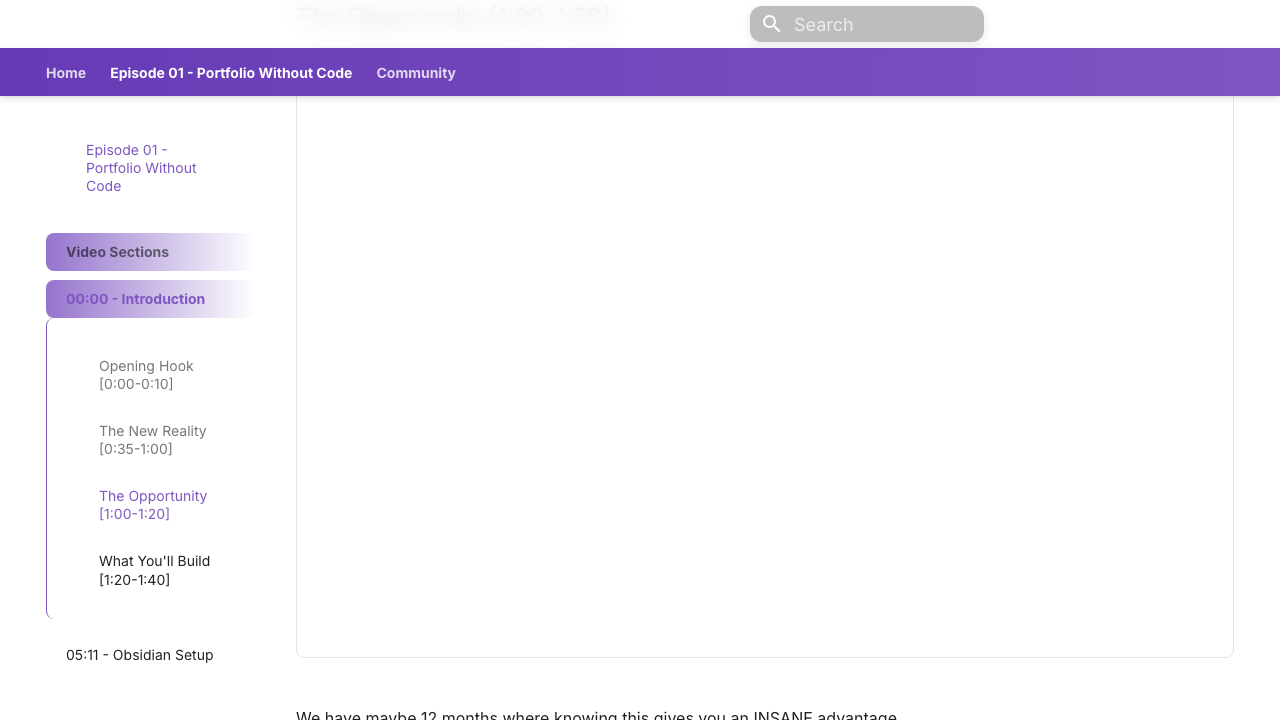 The Opportunity [1:00-1:20]
Search
Home
Episode 01 - Portfolio Without Code
Community
Episode 01 -
Portfolio Without
Code
Video Sections
00:00 - Introduction
Opening Hook
[0:00-0:10]
The New Reality
[0:35-1:00]
The Opportunity
[1:00-1:20]
What You'll Build
[1:20-1:40]
05:11 - Obsidian Setup
We have maybe 12 months where knowing this gives you an INSANE advantage.